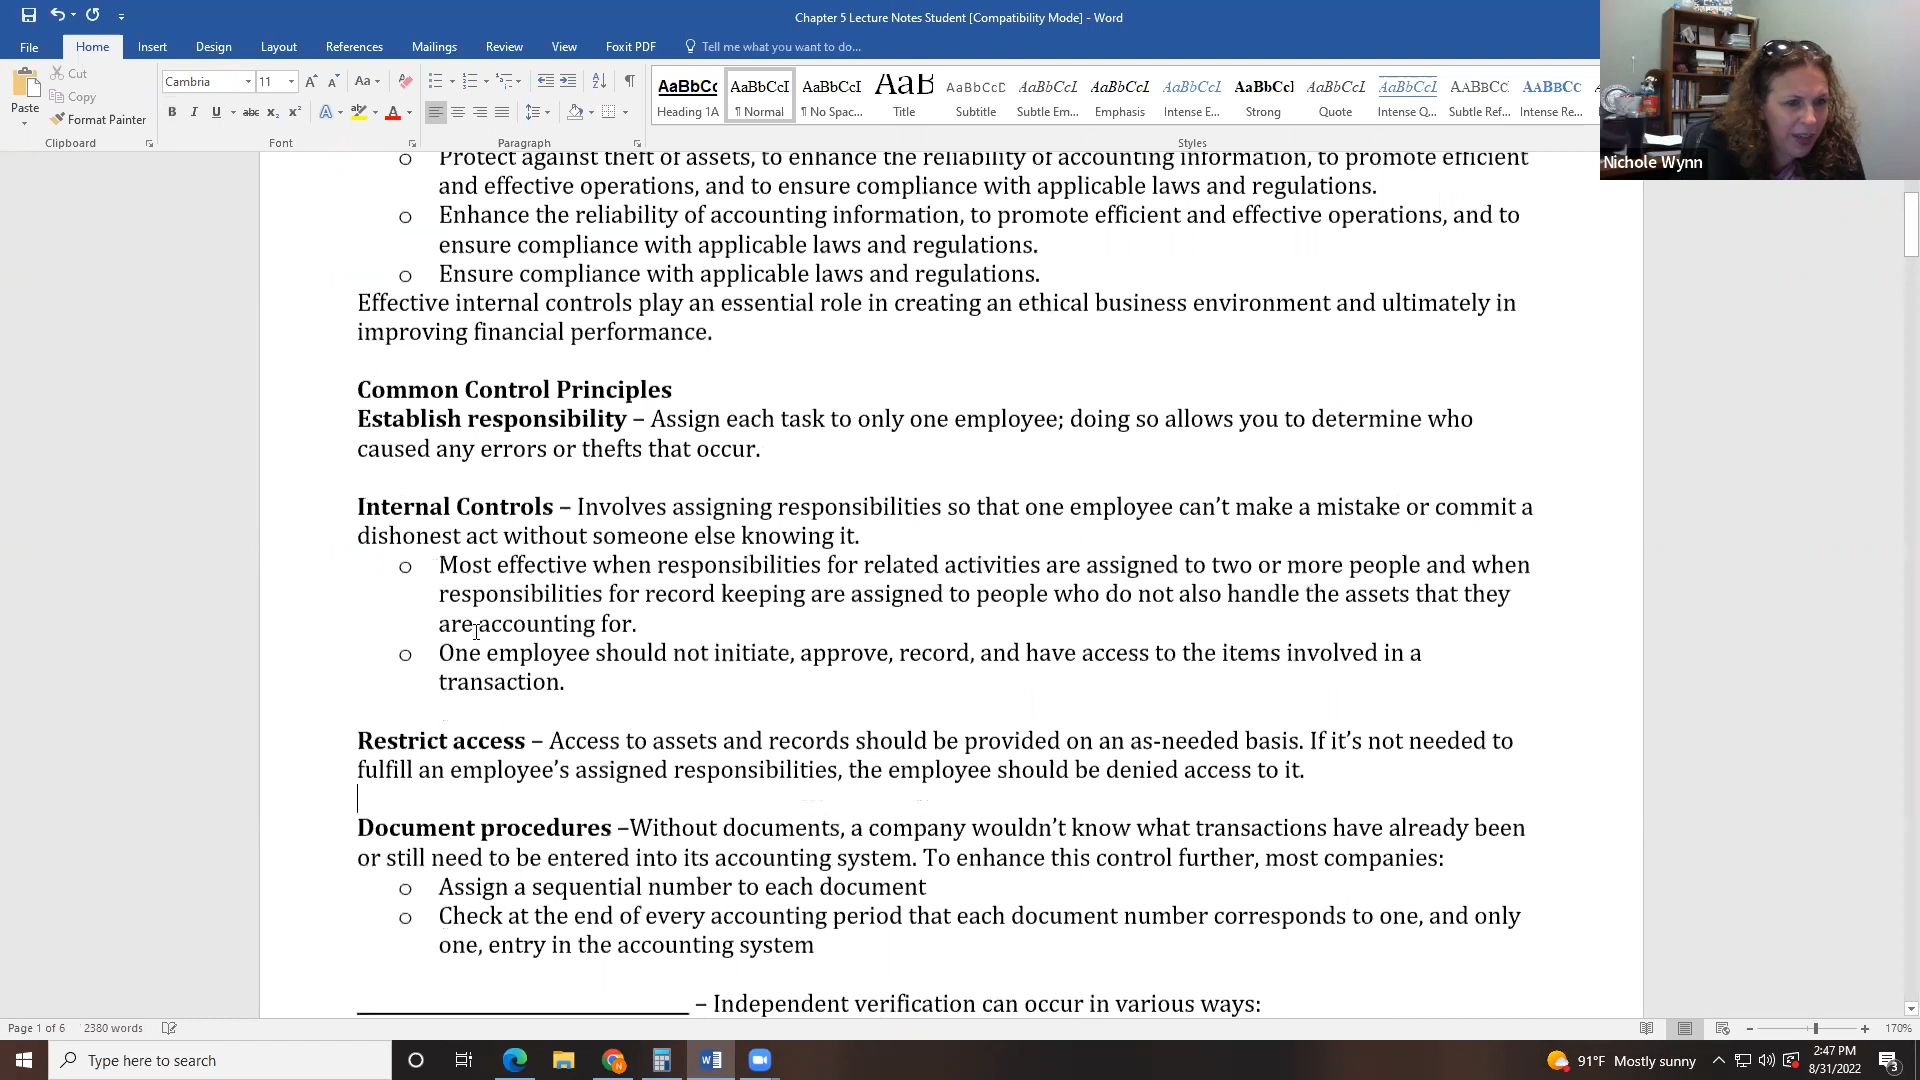 Chapter 5 Lecture Notes Student [Compatibility Mode] - Word
File Home Insert Design Layout References Mailings Review View Foxit PDF Tell me what you want to do...
Cut
Copy
Paste
Format Painter
Clipboard
Cambria 11
Font
Paragraph
AaBbCc AaBbCcI AaBbCcI AaB AaBbCcD AaBbCcL AaBbCcL AaBbCcL AaBbCcI AaBbCcL AaBbCcL AABBCC AABBCC
Heading 1A ¶ Normal ¶ No Spac... Title Subtitle Subtle Em... Emphasis Intense E... Strong Quote Intense Q... Subtle Ref... Intense Re...
Styles
Nichole Wynn
o Protect against theft of assets, to enhance the reliability of accounting information, to promote efficient
and effective operations, and to ensure compliance with applicable laws and regulations.
o Enhance the reliability of accounting information, to promote efficient and effective operations, and to
ensure compliance with applicable laws and regulations.
o Ensure compliance with applicable laws and regulations.
Effective internal controls play an essential role in creating an ethical business environment and ultimately in
improving financial performance.
Common Control Principles
Establish responsibility – Assign each task to only one employee; doing so allows you to determine who
caused any errors or thefts that occur.
Internal Controls – Involves assigning responsibilities so that one employee can't make a mistake or commit a
dishonest act without someone else knowing it.
o Most effective when responsibilities for related activities are assigned to two or more people and when
responsibilities for record keeping are assigned to people who do not also handle the assets that they
are accounting for.
o One employee should not initiate, approve, record, and have access to the items involved in a
transaction.
Restrict access – Access to assets and records should be provided on an as-needed basis. If it's not needed to
fulfill an employee's assigned responsibilities, the employee should be denied access to it.
Document procedures –Without documents, a company wouldn't know what transactions have already been
or still need to be entered into its accounting system. To enhance this control further, most companies:
o Assign a sequential number to each document
o Check at the end of every accounting period that each document number corresponds to one, and only
one, entry in the accounting system
– Independent verification can occur in various ways:
Page 1 of 6 2380 words 170%
Type here to search
91°F Mostly sunny
2:47 PM
8/31/2022
3